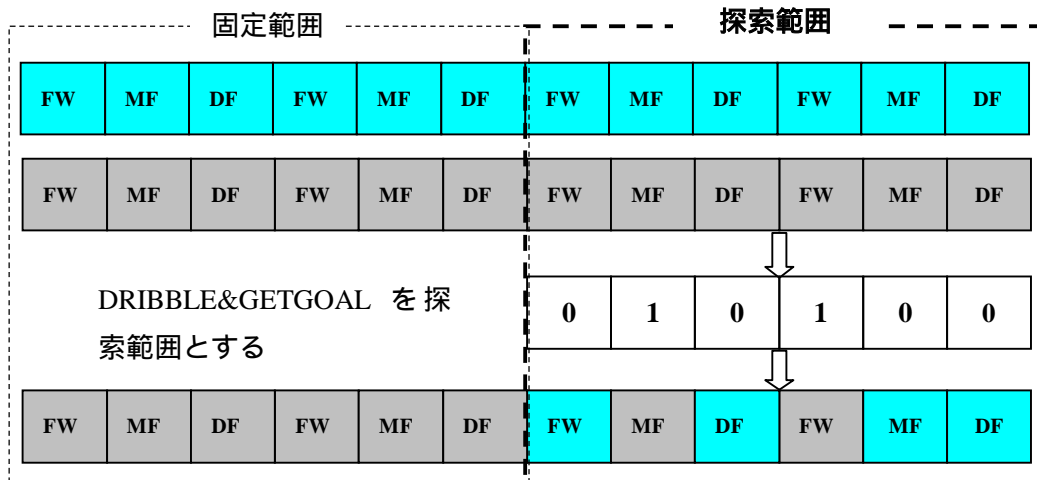 固定範囲 探索範囲
FW MF DF FW MF DF FW MF DF FW MF DF
FW MF DF FW MF DF FW MF DF FW MF DF
DRIBBLE&GETGOAL を探
索範囲とする
0 1 0 1 0 0
FW MF DF FW MF DF FW MF DF FW MF DF